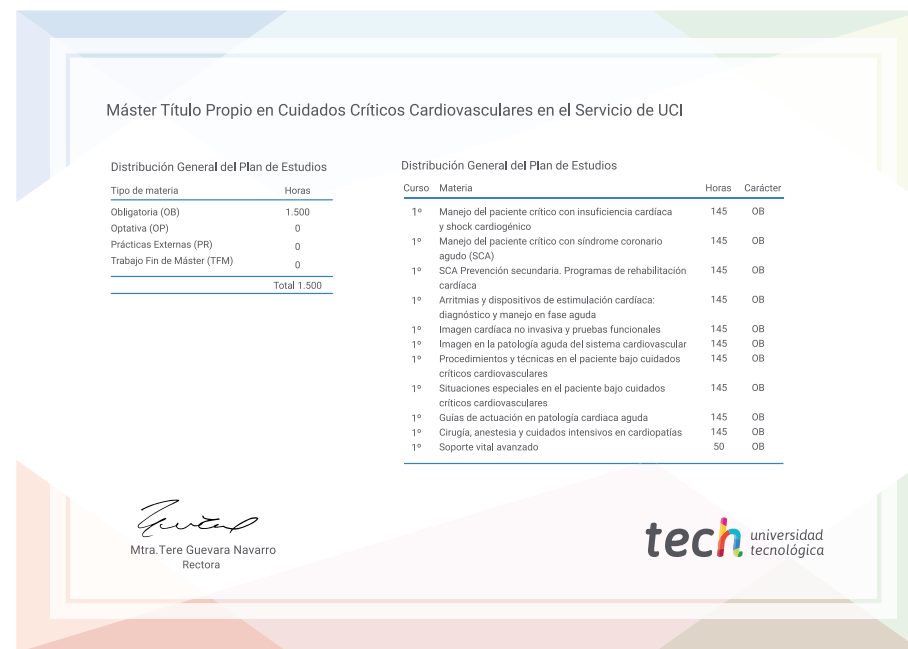 Máster Título Propio en Cuidados Críticos Cardiovasculares en el Servicio de UCI
Distribución General del Plan de Estudios
Tipo de materia Horas
Obligatoria (OB) 1.500
Optativa (OP) 0
Prácticas Externas (PR) 0
Trabajo Fin de Máster (TFM) 0
Total 1.500
Distribución General del Plan de Estudios
Curso Materia Horas Carácter
1º Manejo del paciente crítico con insuficiencia cardíaca 145 OB
y shock cardiogénico
1º Manejo del paciente crítico con síndrome coronario 145 OB
agudo (SCA)
1º SCA Prevención secundaria. Programas de rehabilitación 145 OB
cardíaca
1º Arritmias y dispositivos de estimulación cardíaca: 145 OB
diagnóstico y manejo en fase aguda
1º Imagen cardíaca no invasiva y pruebas funcionales 145 OB
1º Imagen en la patología aguda del sistema cardiovascular 145 OB
1º Procedimientos y técnicas en el paciente bajo cuidados 145 OB
críticos cardiovasculares
1º Situaciones especiales en el paciente bajo cuidados 145 OB
críticos cardiovasculares
1º Guías de actuación en patología cardiaca aguda 145 OB
1º Cirugía, anestesia y cuidados intensivos en cardiopatías 145 OB
1º Soporte vital avanzado 50 OB
Mtra.Tere Guevara Navarro
Rectora
tech universidad
tecnológica